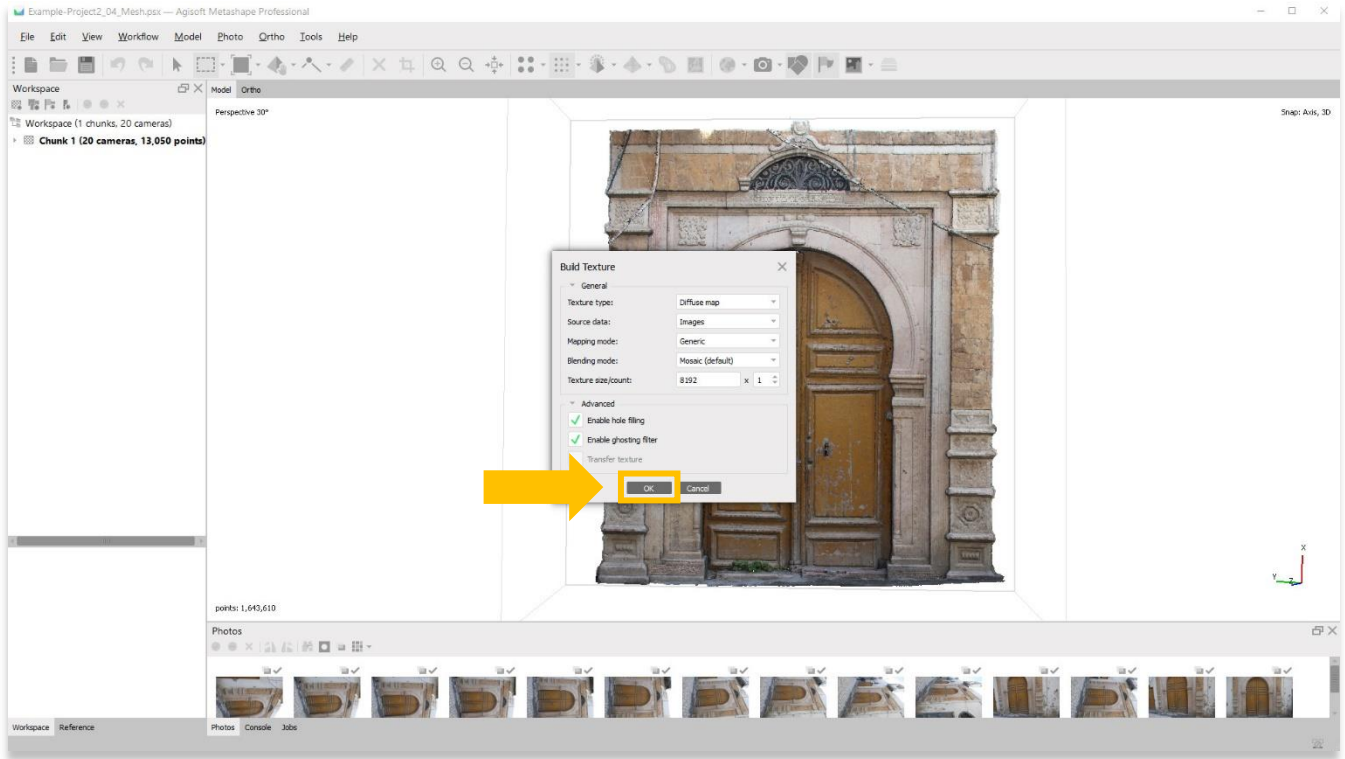 Example-Project2_04_Mesh.psx — Agisoft Metashape Professional
File Edit View Workflow Model Photo Ortho Tools Help
Workspace
Model Ortho
Perspective 30°
Snap: Axis, 3D
Workspace (1 chunks, 20 cameras)
Chunk 1 (20 cameras, 13,050 points)
Build Texture
General
Texture type: Diffuse map
Source data: Images
Mapping mode: Generic
Blending mode: Mosaic (default)
Texture size/count: 8192 x 1
Advanced
Enable hole filling
Enable ghosting filter
Transfer texture
OK Cancel
X
Y Z
points: 1,643,610
Photos
Workspace Reference
Photos Console Jobs